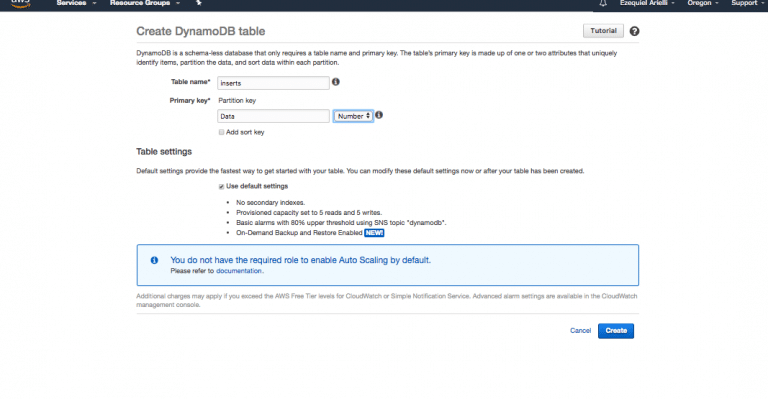 aws
Services
Resource Groups
Ezequiel Arielli
Oregon
Support
Create DynamoDB table
Tutorial
?
DynamoDB is a schema-less database that only requires a table name and primary key. The table's primary key is made up of one or two attributes that uniquely
identify items, partition the data, and sort data within each partition.
Table name*
inserts
Primary key*
Partition key
Data
Number
Add sort key
Table settings
Default settings provide the fastest way to get started with your table. You can modify these default settings now or after your table has been created.
Use default settings
• No secondary indexes.
• Provisioned capacity set to 5 reads and 5 writes.
• Basic alarms with 80% upper threshold using SNS topic "dynamodb".
• On-Demand Backup and Restore Enabled NEW!
You do not have the required role to enable Auto Scaling by default.
Please refer to documentation.
Additional charges may apply if you exceed the AWS Free Tier levels for CloudWatch or Simple Notification Service. Advanced alarm settings are available in the CloudWatch
management console.
Cancel
Create